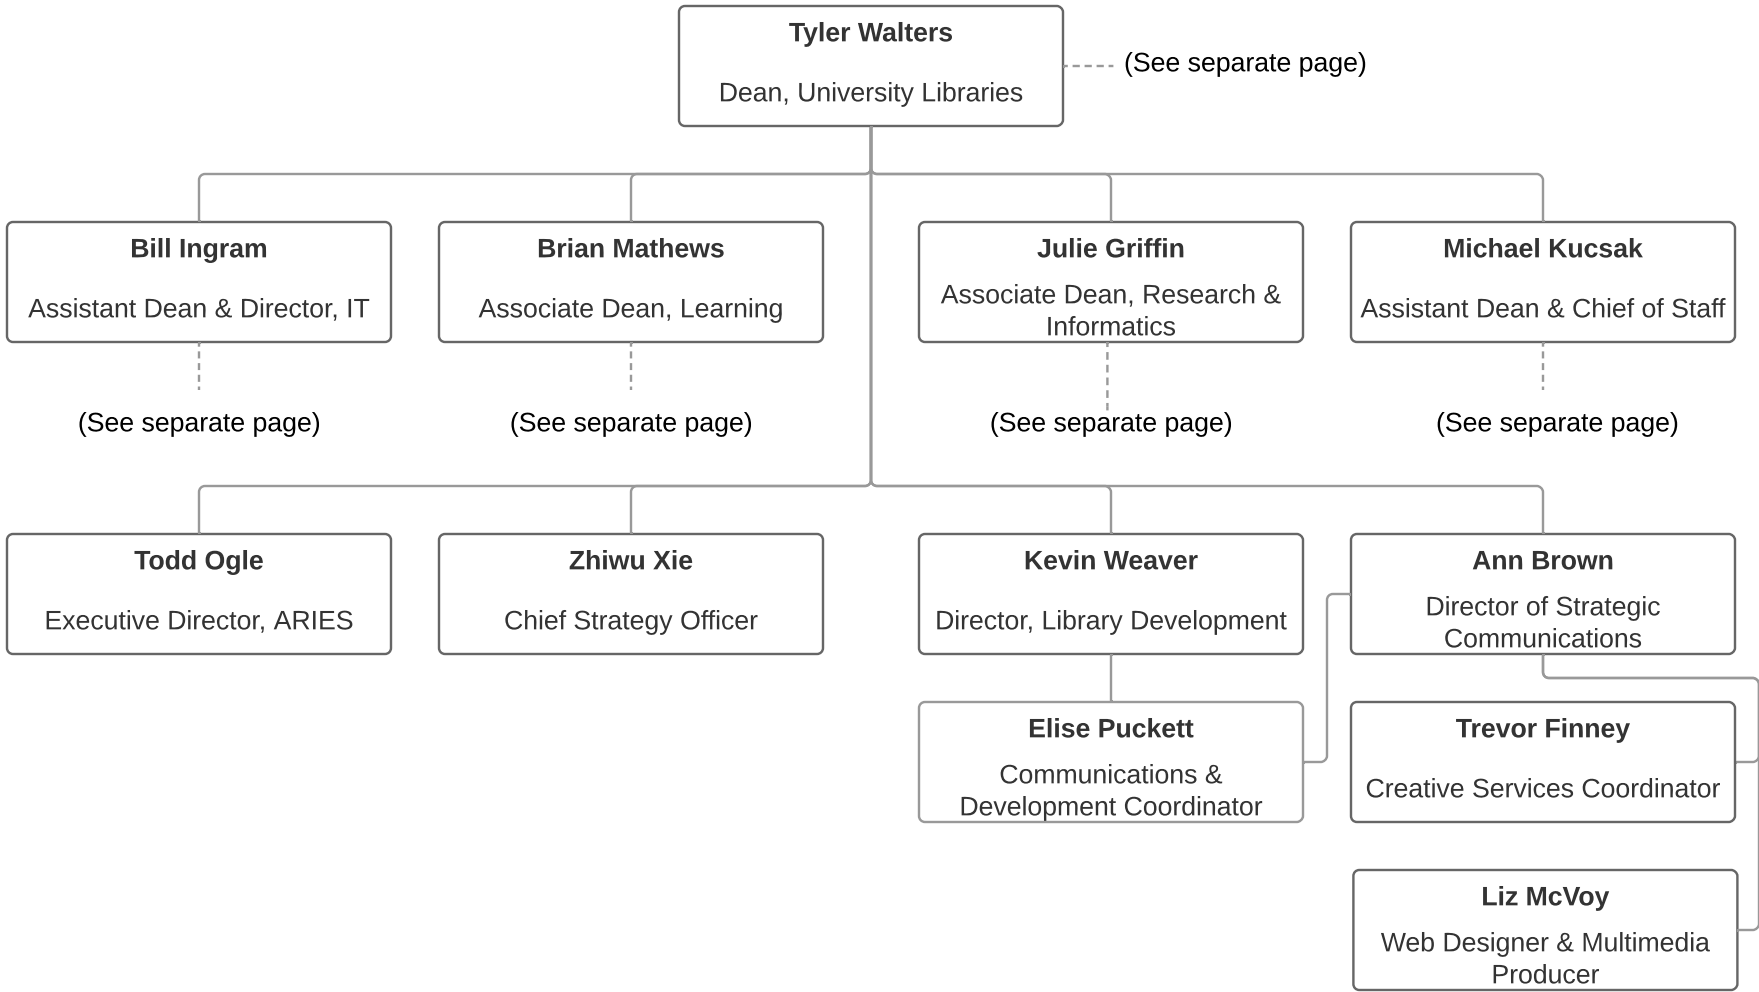 Tyler Walters
Dean, University Libraries
(See separate page)
Bill Ingram
Assistant Dean & Director, IT
(See separate page)
Brian Mathews
Associate Dean, Learning
(See separate page)
Julie Griffin
Associate Dean, Research &
Informatics
(See separate page)
Michael Kucsak
Assistant Dean & Chief of Staff
(See separate page)
Todd Ogle
Executive Director, ARIES
Zhiwu Xie
Chief Strategy Officer
Kevin Weaver
Director, Library Development
Ann Brown
Director of Strategic
Communications
Elise Puckett
Communications &
Development Coordinator
Trevor Finney
Creative Services Coordinator
Liz McVoy
Web Designer & Multimedia
Producer